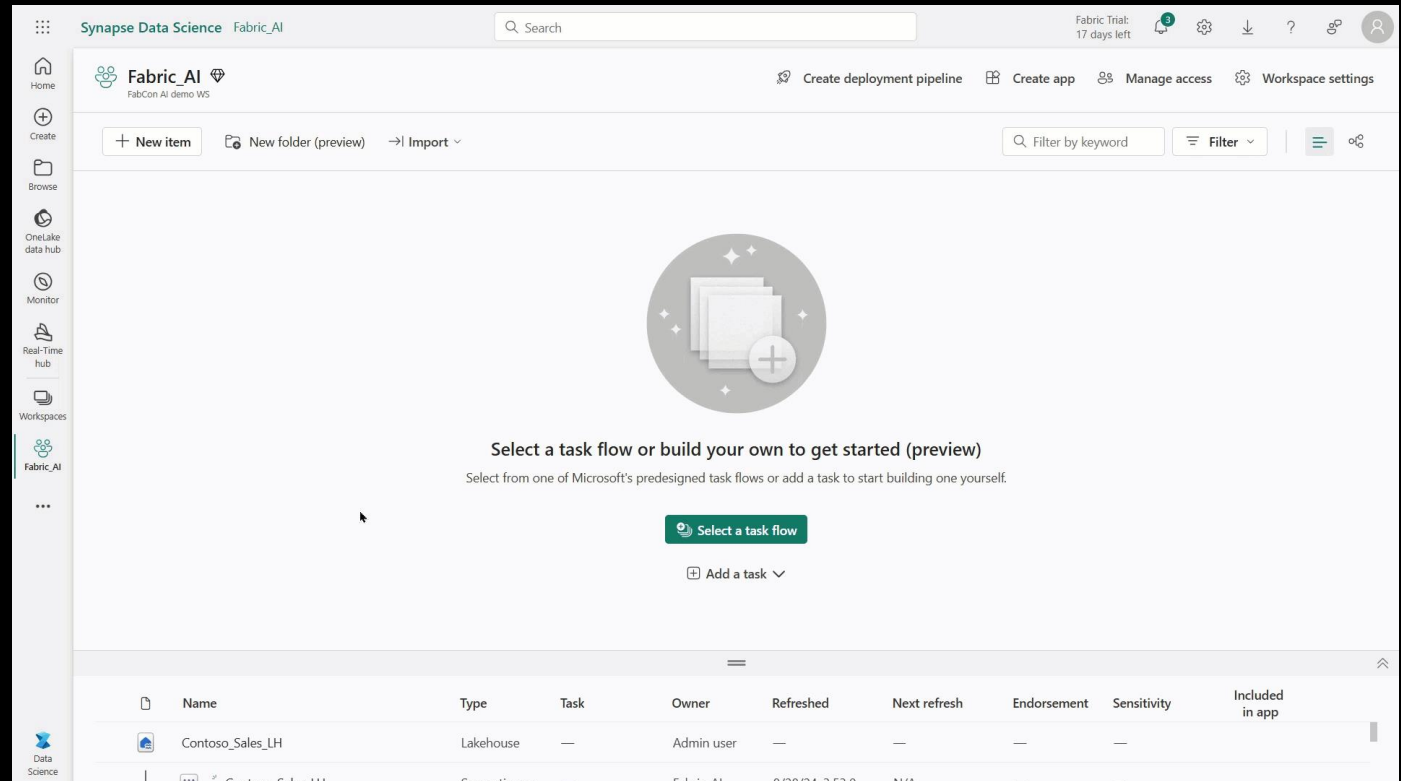 Synapse Data Science Fabric_AI
Search
Fabric Trial:
17 days left
3
?
Home
Create
Browse
OneLake
data hub
Monitor
Real-Time
hub
Workspaces
Fabric_AI
Data
Science
Fabric_AI
FabCon AI demo WS
Create deployment pipeline
Create app
Manage access
Workspace settings
New item
New folder (preview)
Import
Filter by keyword
Filter
Select a task flow or build your own to get started (preview)
Select from one of Microsoft's predesigned task flows or add a task to start building one yourself.
Select a task flow
Add a task
Name Type Task Owner Refreshed Next refresh Endorsement Sensitivity Included in app
Contoso_Sales_LH Lakehouse — Admin user — — — —